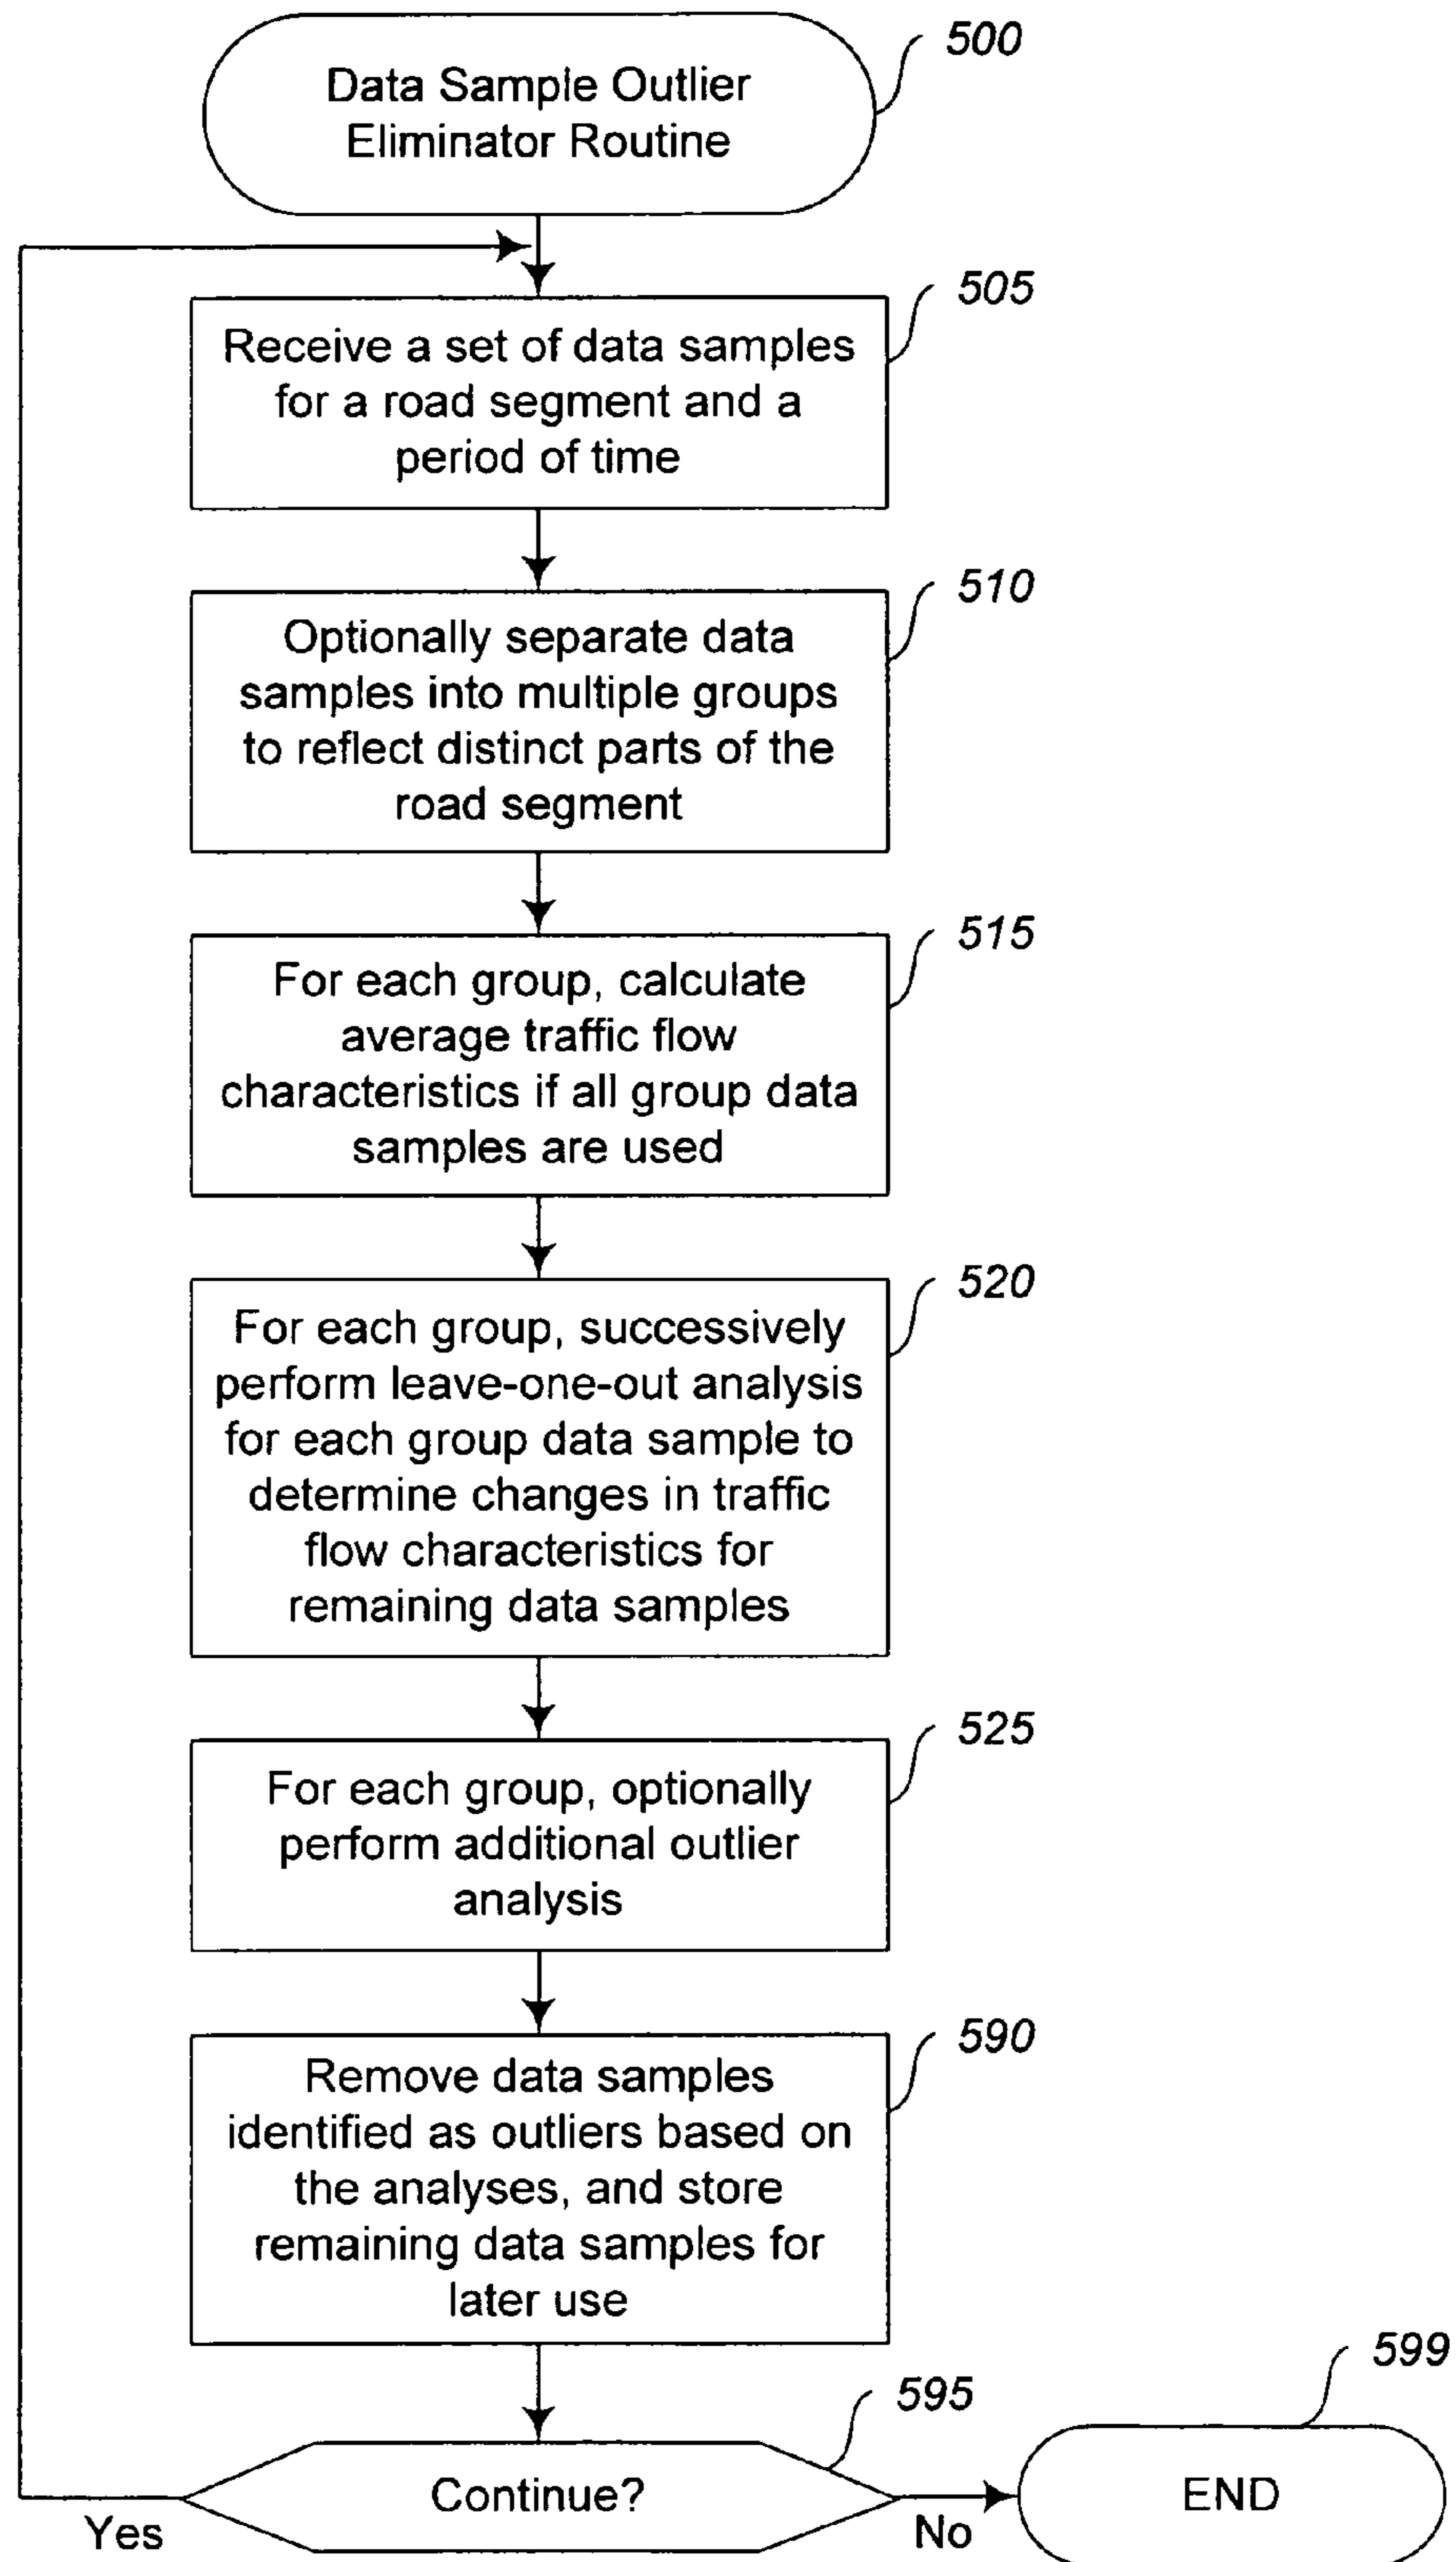 500
Data Sample Outlier
Eliminator Routine
505
Receive a set of data samples
for a road segment and a
period of time
510
Optionally separate data
samples into multiple groups
to reflect distinct parts of the
road segment
515
For each group, calculate
average traffic flow
characteristics if all group data
samples are used
520
For each group, successively
perform leave-one-out analysis
for each group data sample to
determine changes in traffic
flow characteristics for
remaining data samples
525
For each group, optionally
perform additional outlier
analysis
590
Remove data samples
identified as outliers based on
the analyses, and store
remaining data samples for
later use
595
599
Continue?
END
Yes
No